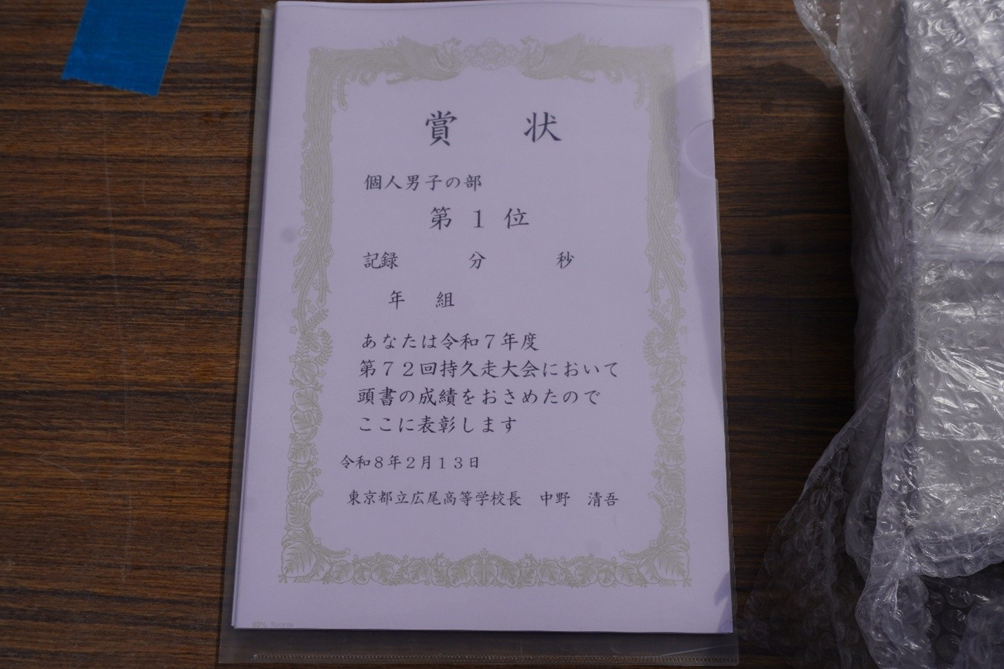 賞　状
個人男子の部
第　１　位
記録　　　分　　　秒
年　組
あなたは令和７年度
第７２回持久走大会において
頭書の成績をおさめたので
ここに表彰します
令和８年２月１３日
東京都立広尾高等学校長　中野　清吾